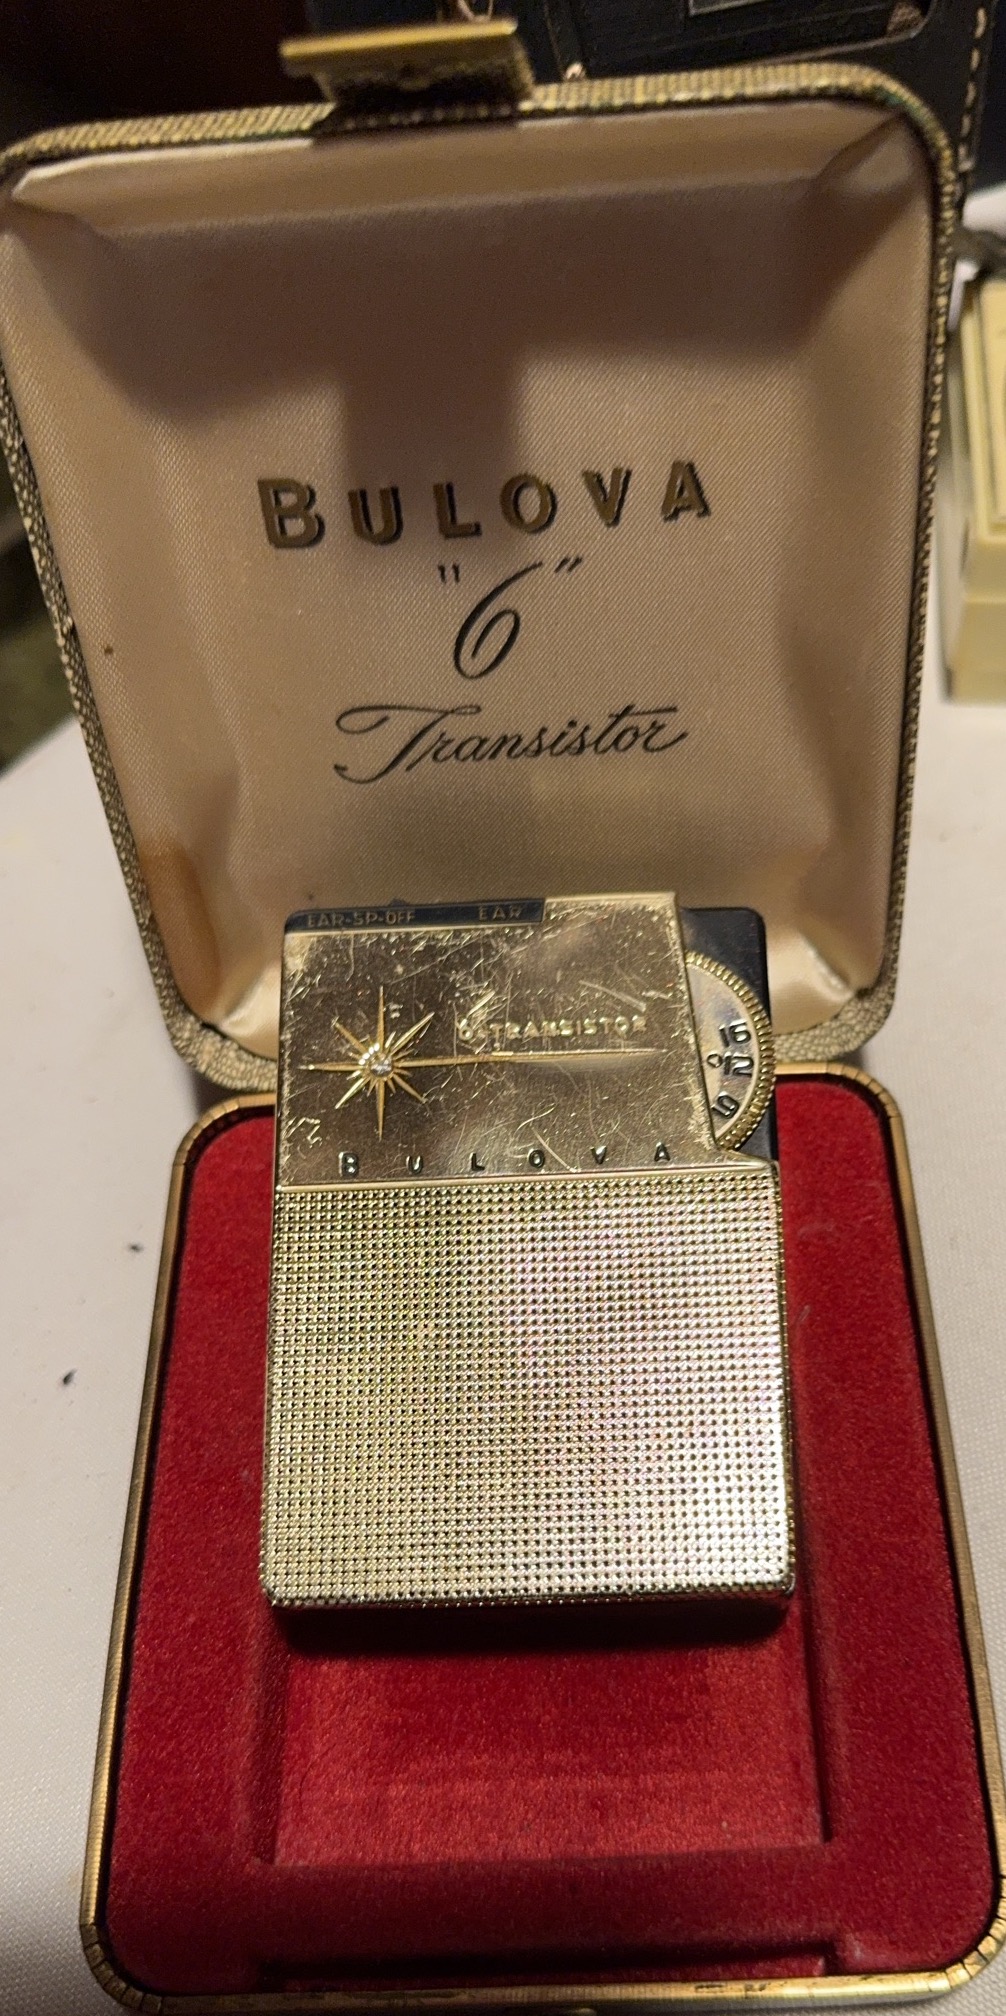 BULOVA
"6"
Transistor
EAR-SP-OFF EAR
6-TRANSISTOR
BULOVA
16
12
9